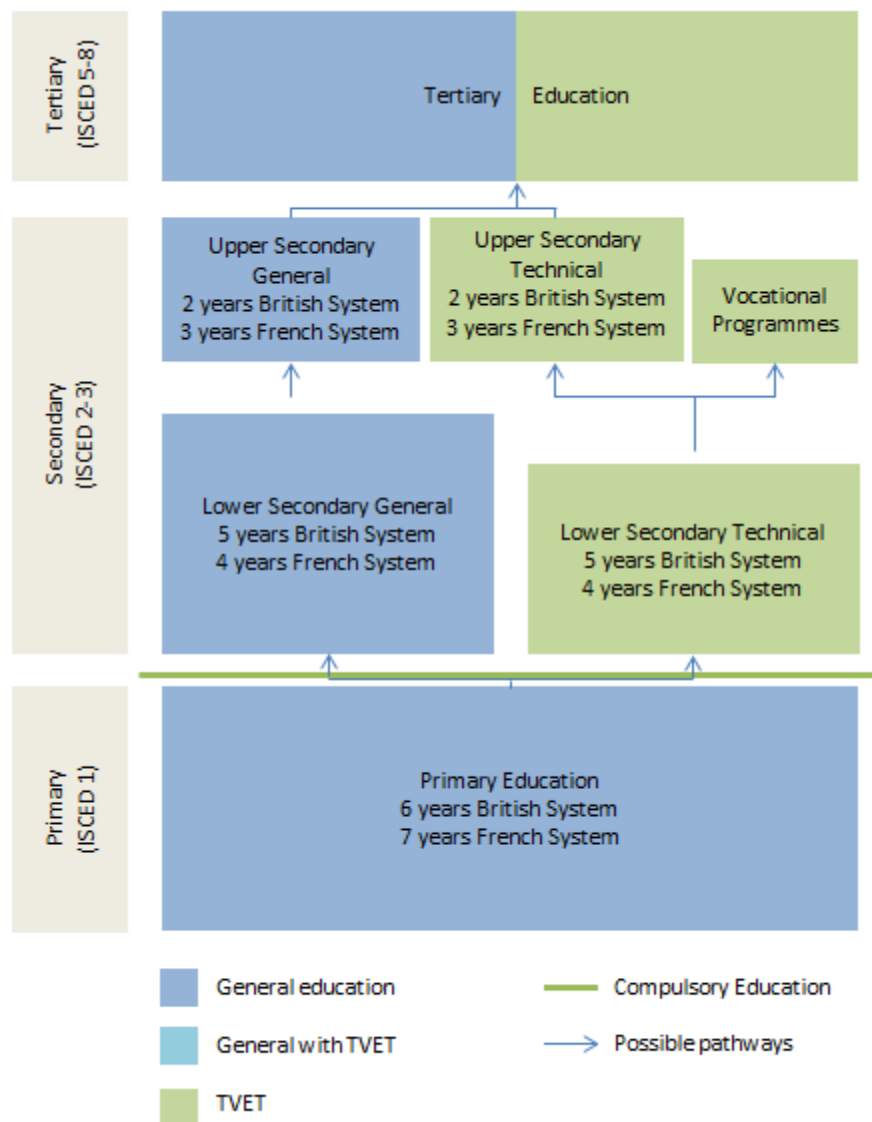 Tertiary
(ISCED 5-8)
Tertiary Education
Secondary
(ISCED 2-3)
Upper Secondary
General
2 years British System
3 years French System
Upper Secondary
Technical
2 years British System
3 years French System
Vocational
Programmes
Lower Secondary General
5 years British System
4 years French System
Lower Secondary Technical
5 years British System
4 years French System
Primary
(ISCED 1)
Primary Education
6 years British System
7 years French System
General education
Compulsory Education
General with TVET
Possible pathways
TVET